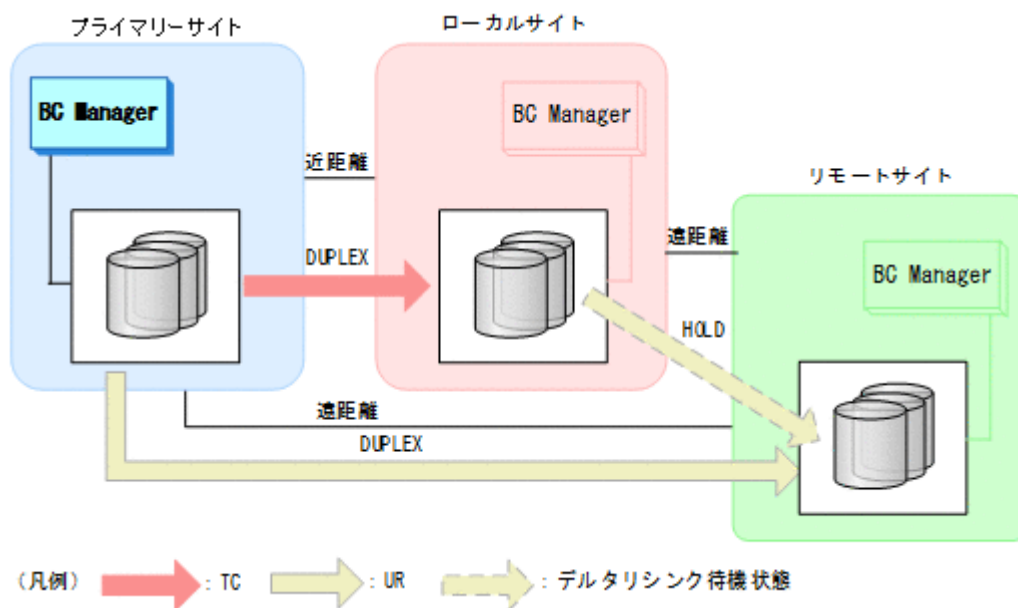 プライマリーサイト
ローカルサイト
BC Manager
BC Manager
近距離
リモートサイト
遠距離
DUPLEX
BC Manager
HOLD
遠距離
DUPLEX
(凡例) : TC : UR : デルタリシンク待機状態